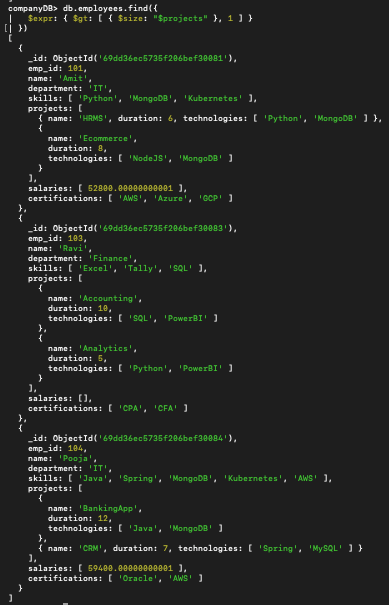 companyDB> db.employees.find({
|   $expr: { $gt: [ { $size: "$projects" }, 1 ] }
[| })
[
  {
    _id: ObjectId('69dd36ec5735f206bef30081'),
    emp_id: 101,
    name: 'Amit',
    department: 'IT',
    skills: [ 'Python', 'MongoDB', 'Kubernetes' ],
    projects: [
      { name: 'HRMS', duration: 6, technologies: [ 'Python', 'MongoDB' ] },
      {
        name: 'Ecommerce',
        duration: 8,
        technologies: [ 'NodeJS', 'MongoDB' ]
      }
    ],
    salaries: [ 52800.00000000001 ],
    certifications: [ 'AWS', 'Azure', 'GCP' ]
  },
  {
    _id: ObjectId('69dd36ec5735f206bef30083'),
    emp_id: 103,
    name: 'Ravi',
    department: 'Finance',
    skills: [ 'Excel', 'Tally', 'SQL' ],
    projects: [
      {
        name: 'Accounting',
        duration: 10,
        technologies: [ 'SQL', 'PowerBI' ]
      },
      {
        name: 'Analytics',
        duration: 5,
        technologies: [ 'Python', 'PowerBI' ]
      }
    ],
    salaries: [],
    certifications: [ 'CPA', 'CFA' ]
  },
  {
    _id: ObjectId('69dd36ec5735f206bef30084'),
    emp_id: 104,
    name: 'Pooja',
    department: 'IT',
    skills: [ 'Java', 'Spring', 'MongoDB', 'Kubernetes', 'AWS' ],
    projects: [
      {
        name: 'BankingApp',
        duration: 12,
        technologies: [ 'Java', 'MongoDB' ]
      },
      { name: 'CRM', duration: 7, technologies: [ 'Spring', 'MySQL' ] }
    ],
    salaries: [ 59400.00000000001 ],
    certifications: [ 'Oracle', 'AWS' ]
  }
]